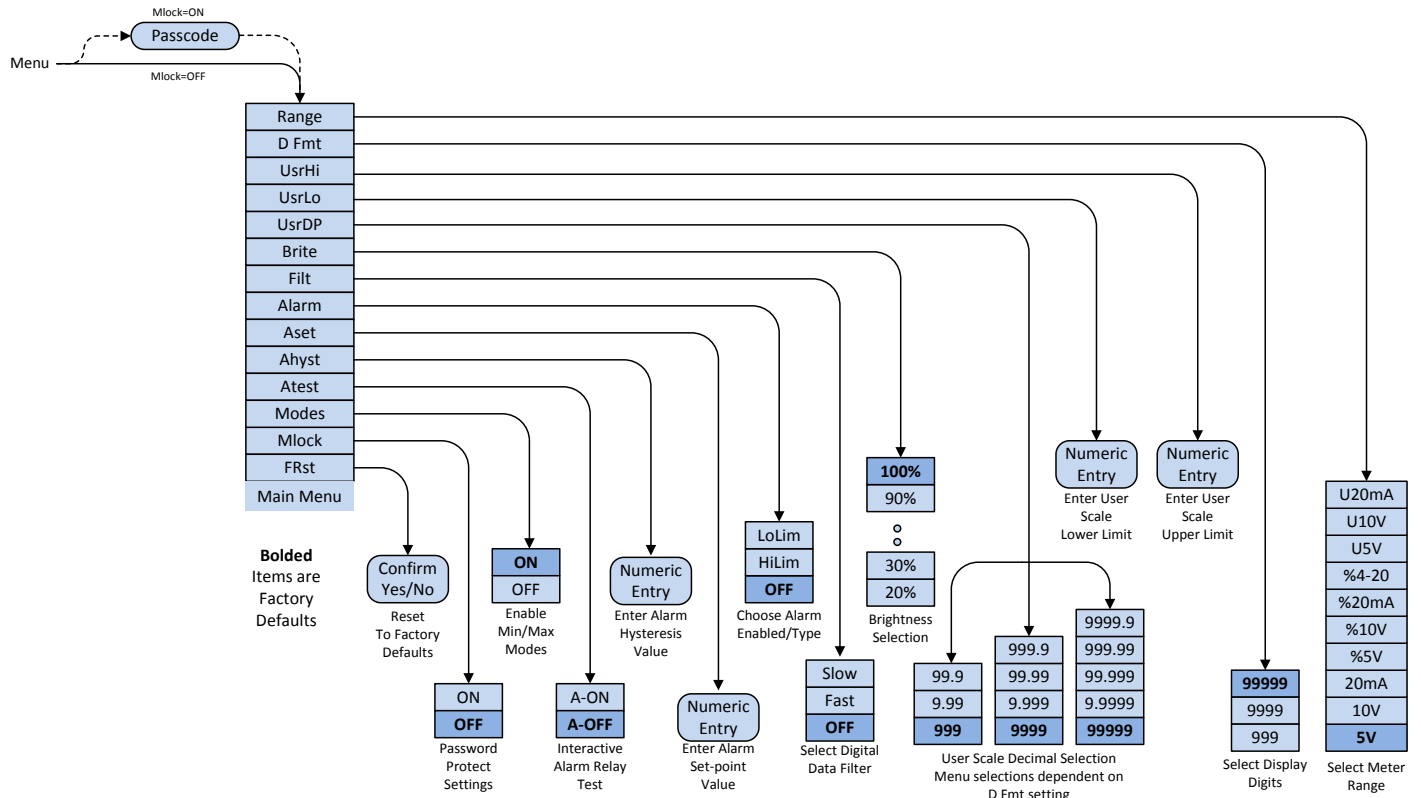 Mlock=ON
Passcode
Menu
Mlock=OFF
Range
D Fmt
UsrHi
UsrLo
UsrDP
Brite
Filt
Alarm
Aset
Ahyst
Atest
Modes
Mlock
FRst
Main Menu
Bolded
Items are
Factory
Defaults
Confirm
Yes/No
Reset
To Factory
Defaults
ON
OFF
Password
Protect
Settings
ON
OFF
Enable
Min/Max
Modes
A-ON
A-OFF
Interactive
Alarm Relay
Test
Numeric
Entry
Enter Alarm
Hysteresis
Value
Numeric
Entry
Enter Alarm
Set-point
Value
LoLim
HiLim
OFF
Choose Alarm
Enabled/Type
Slow
Fast
OFF
Select Digital
Data Filter
100%
90%
30%
20%
Brightness
Selection
99.9
9.99
999
999.9
99.99
9.999
9999
9999.9
999.99
99.999
9.9999
99999
User Scale Decimal Selection
Menu selections dependent on
D Fmt setting
Numeric
Entry
Enter User
Scale
Lower Limit
Numeric
Entry
Enter User
Scale
Upper Limit
99999
9999
999
Select Display
Digits
U20mA
U10V
U5V
%4-20
%20mA
%10V
%5V
20mA
10V
5V
Select Meter
Range